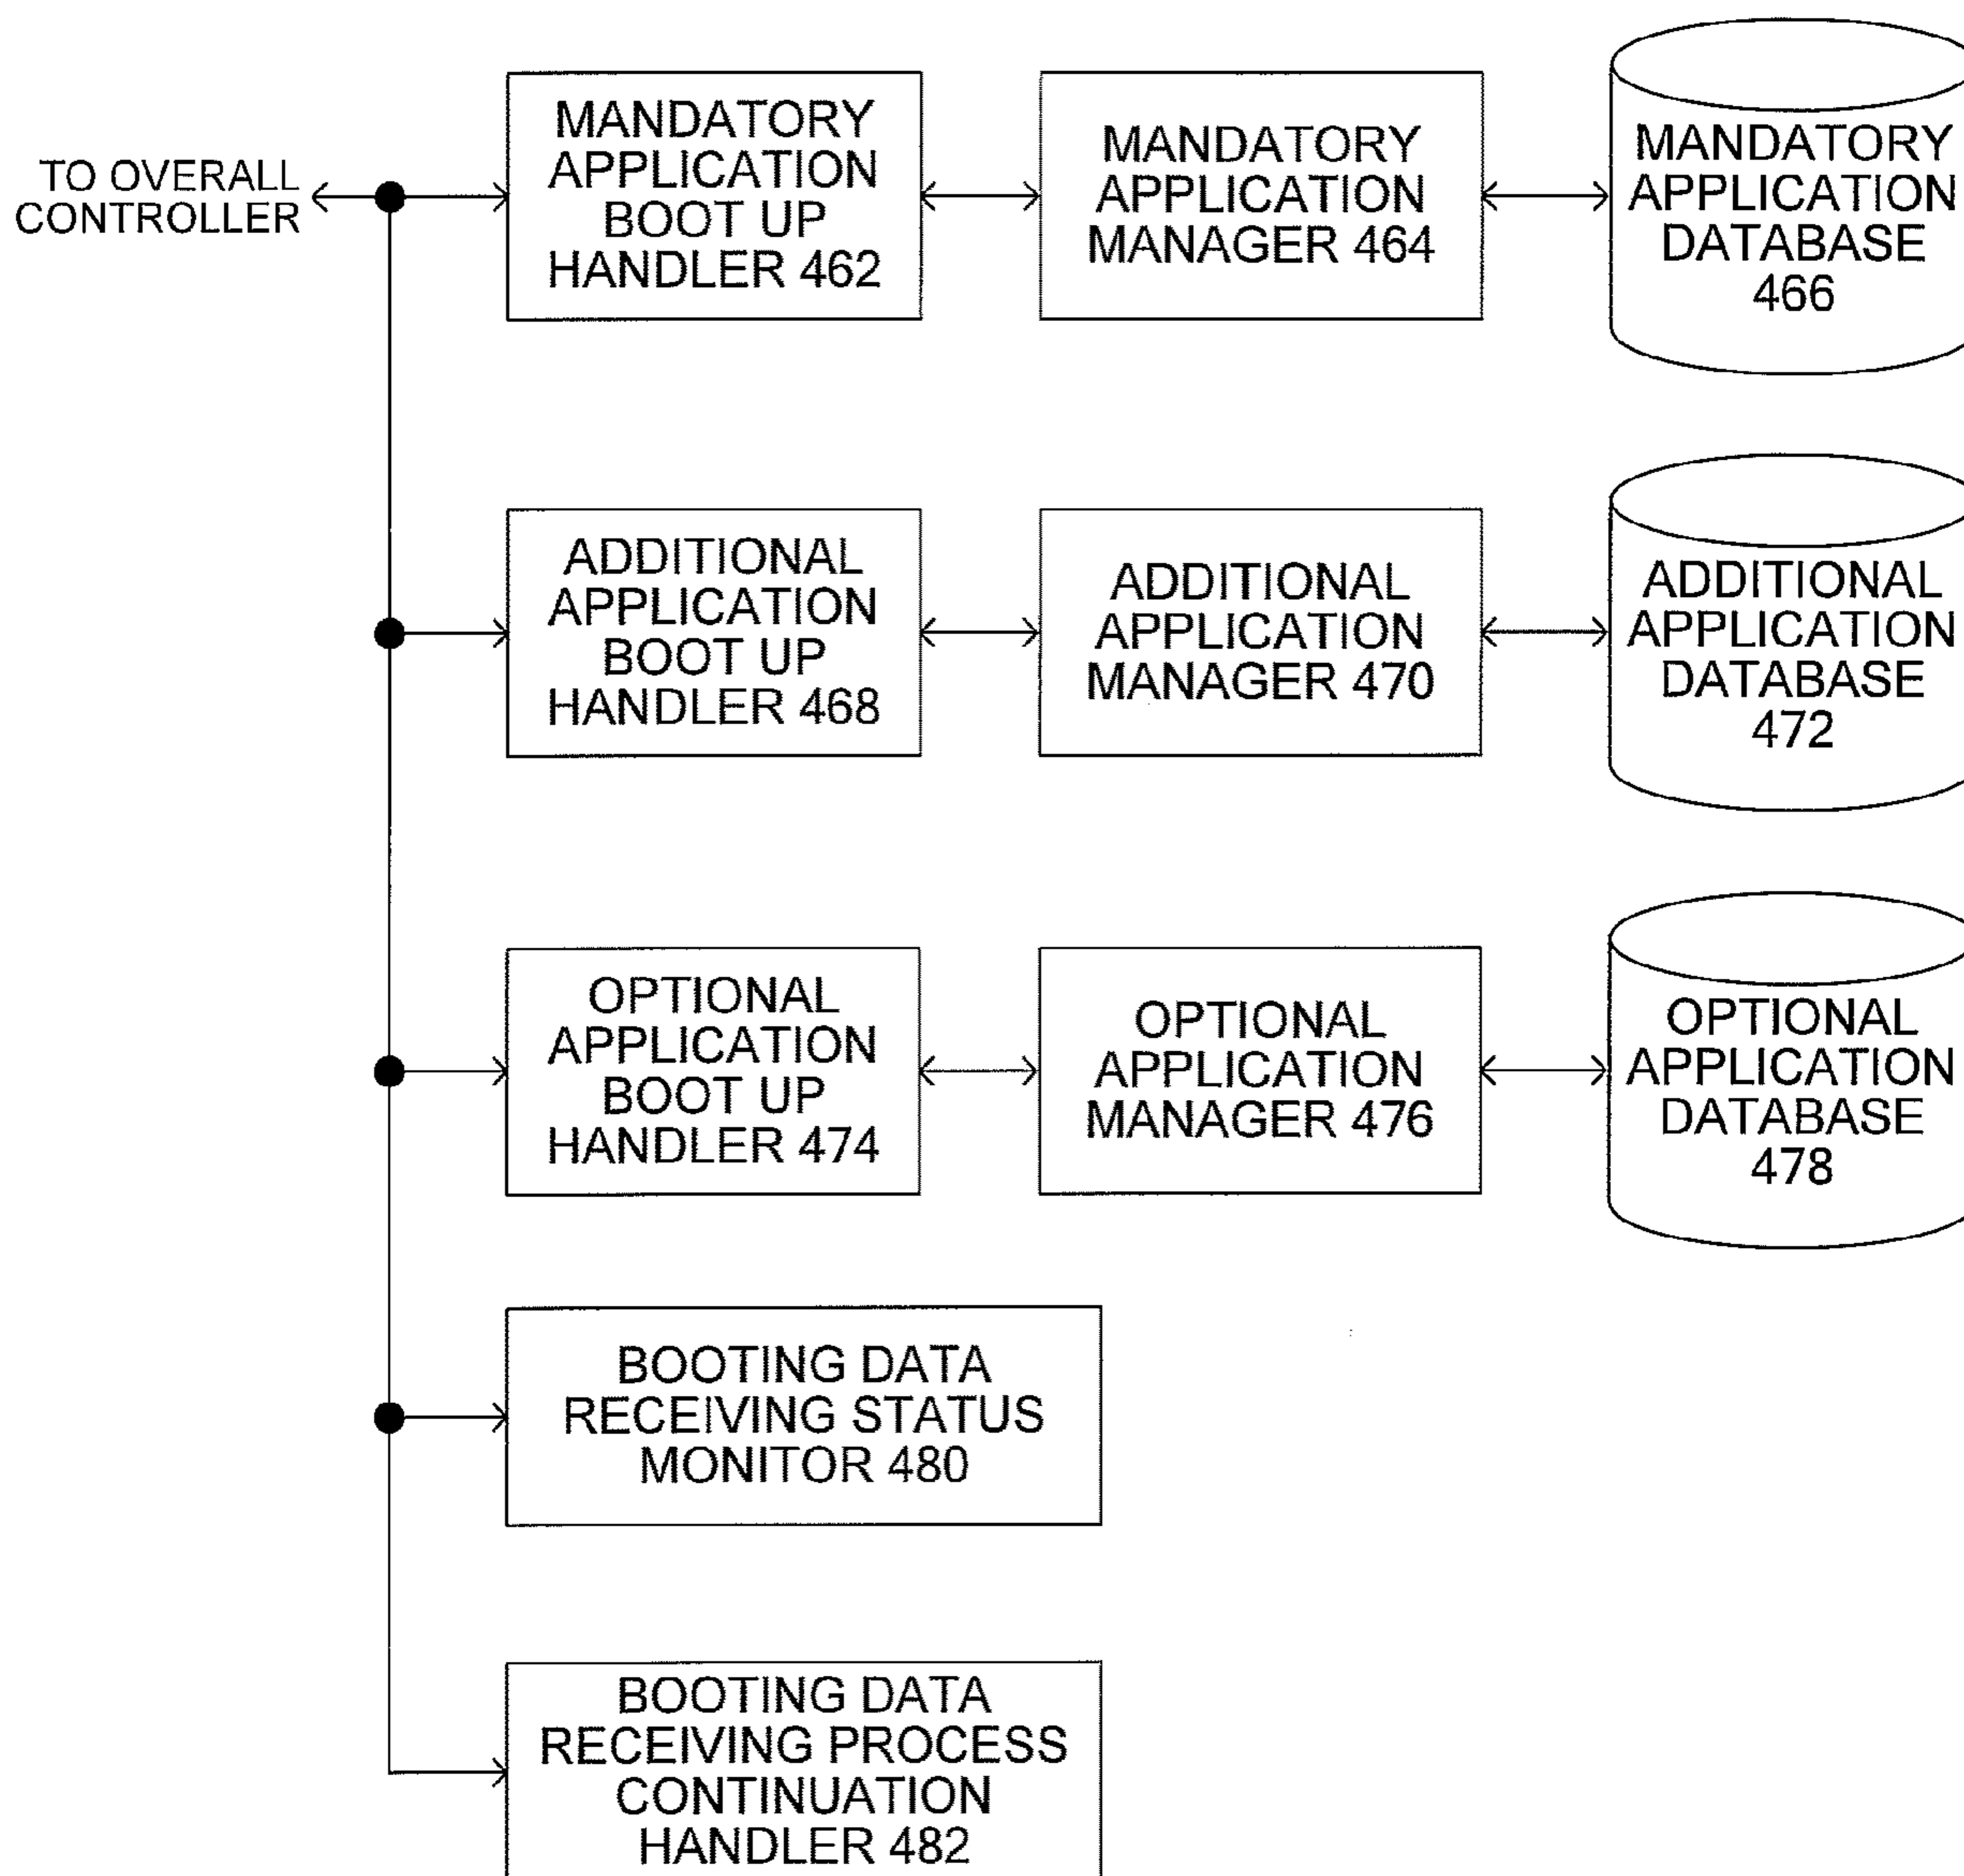 TO OVERALL
CONTROLLER
MANDATORY
APPLICATION
BOOT UP
HANDLER 462
MANDATORY
APPLICATION
MANAGER 464
MANDATORY
APPLICATION
DATABASE
466
ADDITIONAL
APPLICATION
BOOT UP
HANDLER 468
ADDITIONAL
APPLICATION
MANAGER 470
ADDITIONAL
APPLICATION
DATABASE
472
OPTIONAL
APPLICATION
BOOT UP
HANDLER 474
OPTIONAL
APPLICATION
MANAGER 476
OPTIONAL
APPLICATION
DATABASE
478
BOOTING DATA
RECEIVING STATUS
MONITOR 480
BOOTING DATA
RECEIVING PROCESS
CONTINUATION
HANDLER 482